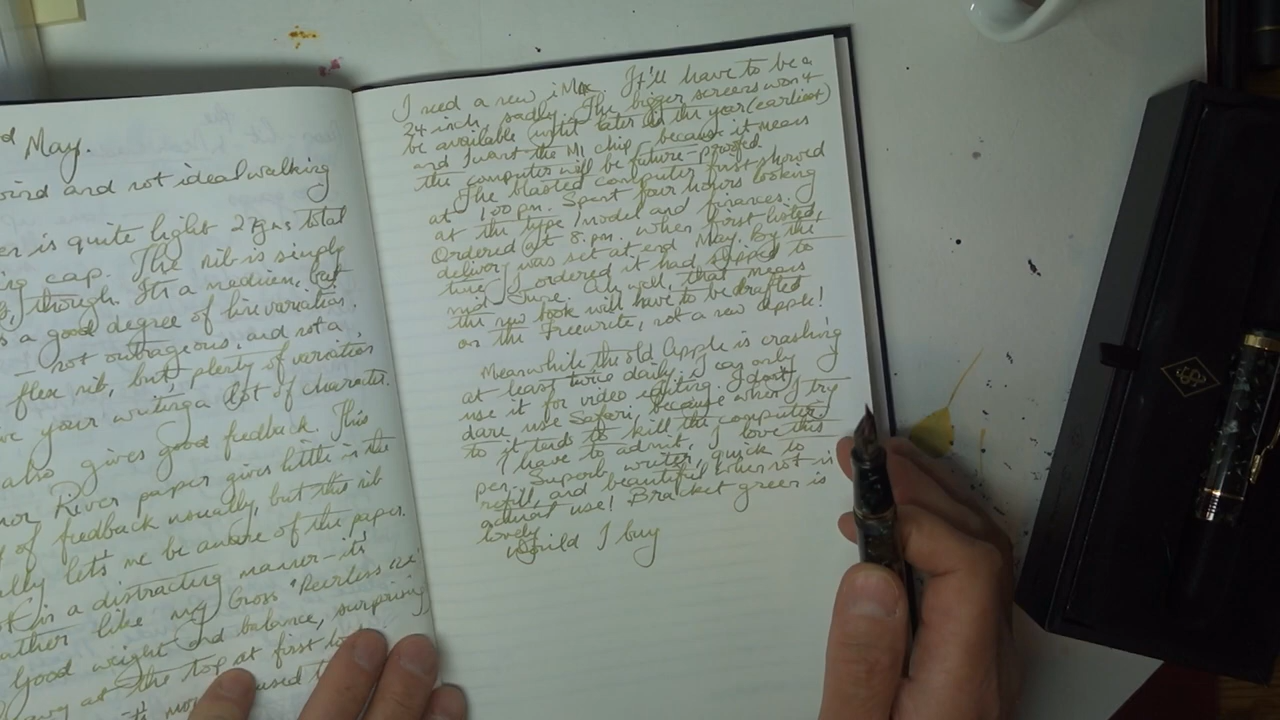 d May.
wind and not ideal walking
er is quite light 27gms total
ing cap. The nib is simply
though. It's a medium, but
s a good degree of line variation.
– not outrageous, and not a
flex nib, but, plenty of variation
ve your writing a lot of character.
also gives good feedback. This
nor River paper gives little in the
y of feedback usually, but the nib
ally lets me be aware of the paper.
in a distracting manner – it's
rather like my Gross "Peerless
Good weight and balance, surprising
at the top at first
used t
I need a new iMac. It'll have to be a
24 inch, sadly. The bigger screens won't
be available until later in the year (earliest)
and I want the M1 chip, because it means
the computer will be future-proofed
The blasted computer first showed
at 1:00 pm. Spent four hours looking
at the type, model and finances.
Ordered at 8.pm. When first listed,
delivery was set at end May. By the
time I ordered it had slipped to
mid June. Oh well, that means
the new book will have to be drafted
on the Freewrite, not a new Apple!
Meanwhile the old Apple is crashing
at least twice daily. I can only
use it for video editing. I don't
dare use Safari, because when I try
to it tends to kill the computer!
I have to admit, I love this
pen. Superb writer, quick to
refill, and beautiful when not in
actual use! Bracket green is
lovely
Would I buy